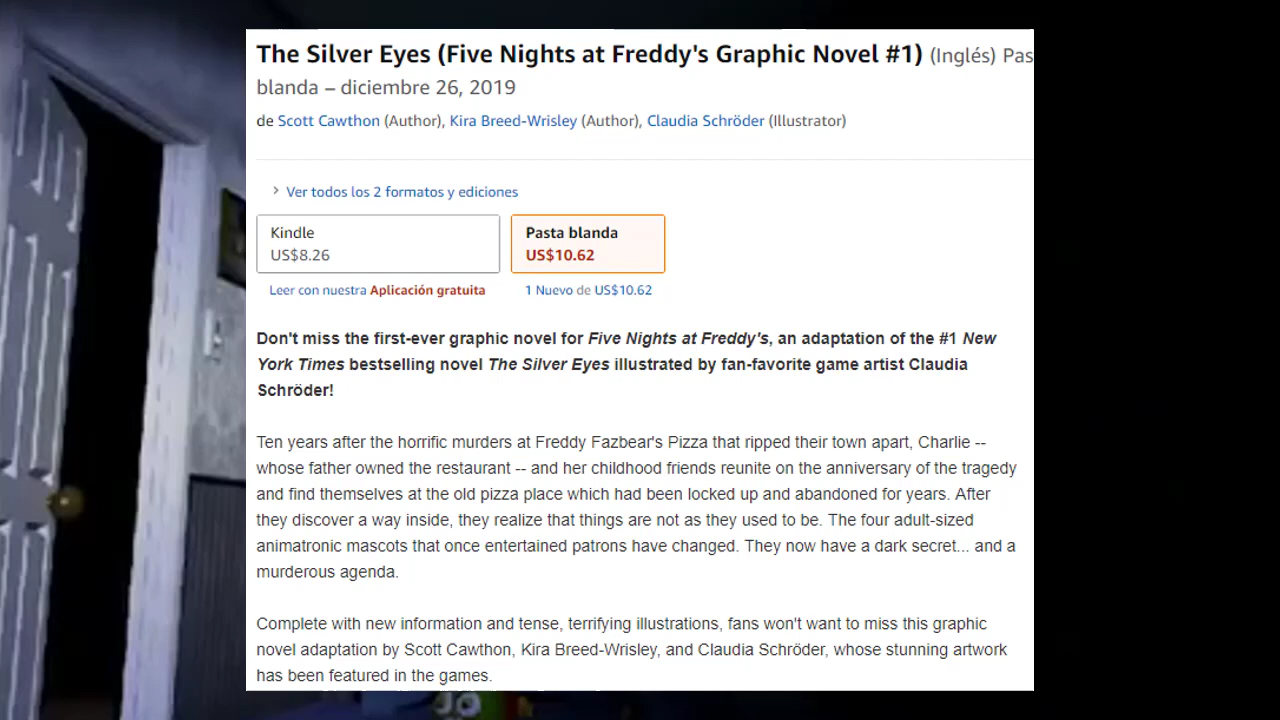 The Silver Eyes (Five Nights at Freddy's Graphic Novel #1) (Inglés) Pas
blanda – diciembre 26, 2019
de Scott Cawthon (Author), Kira Breed-Wrisley (Author), Claudia Schröder (Illustrator)
Ver todos los 2 formatos y ediciones
Kindle
US$8.26
Pasta blanda
US$10.62
Leer con nuestra Aplicación gratuita
1 Nuevo de US$10.62
Don't miss the first-ever graphic novel for Five Nights at Freddy's, an adaptation of the #1 New
York Times bestselling novel The Silver Eyes illustrated by fan-favorite game artist Claudia
Schröder!
Ten years after the horrific murders at Freddy Fazbear's Pizza that ripped their town apart, Charlie --
whose father owned the restaurant -- and her childhood friends reunite on the anniversary of the tragedy
and find themselves at the old pizza place which had been locked up and abandoned for years. After
they discover a way inside, they realize that things are not as they used to be. The four adult-sized
animatronic mascots that once entertained patrons have changed. They now have a dark secret... and a
murderous agenda.
Complete with new information and tense, terrifying illustrations, fans won't want to miss this graphic
novel adaptation by Scott Cawthon, Kira Breed-Wrisley, and Claudia Schröder, whose stunning artwork
has been featured in the games.